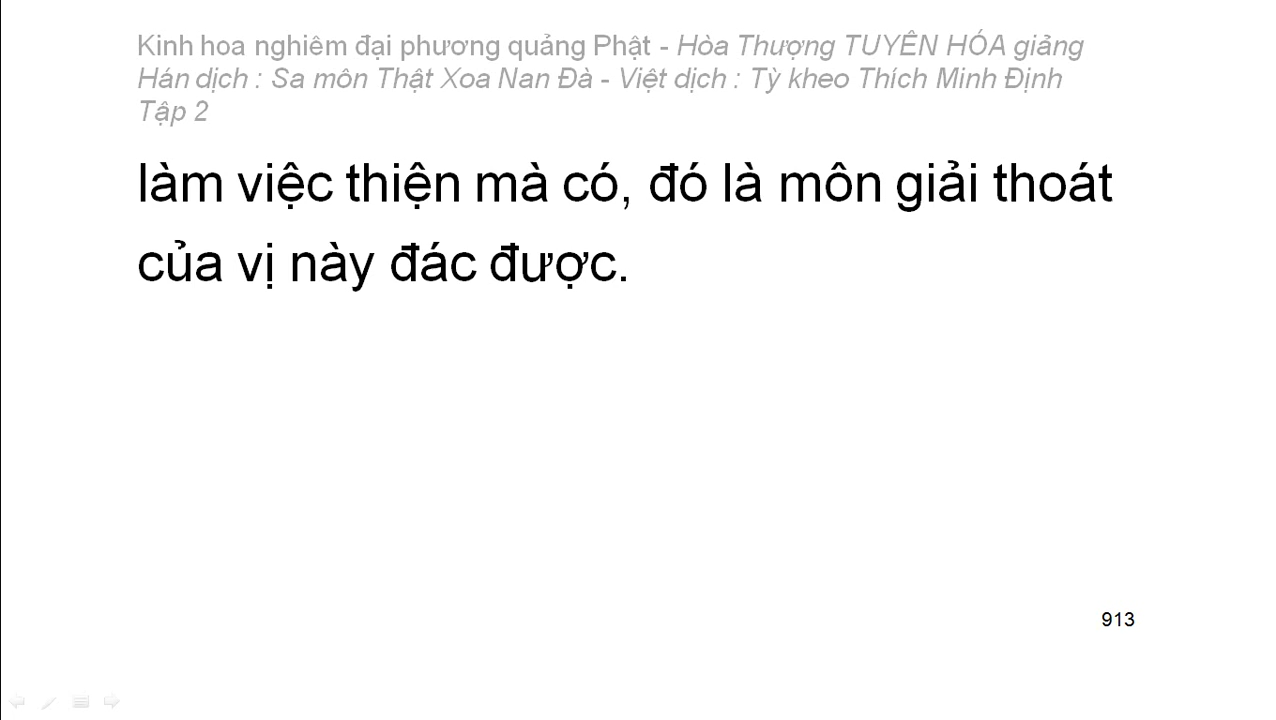 Kinh hoa nghiêm đại phương quảng Phật - Hòa Thượng TUYÊN HÓA giảng
Hán dịch : Sa môn Thật Xoa Nan Đà - Việt dịch : Tỳ kheo Thích Minh Định
Tập 2
làm việc thiện mà có, đó là môn giải thoát
của vị này đác được.
913